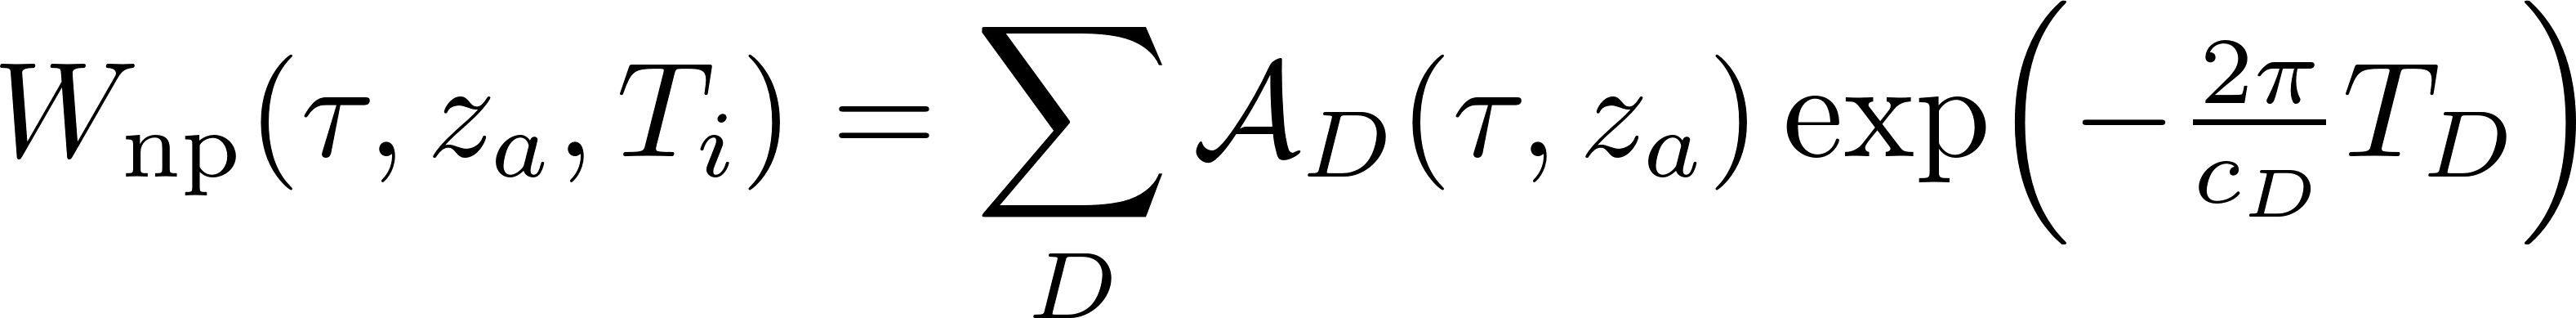 $W_{\mathrm{np}}(\tau, z_a, T_i) = \sum_{D} \mathcal{A}_D(\tau, z_a) \exp\left(-\frac{2\pi}{c_D} T_D\right)$